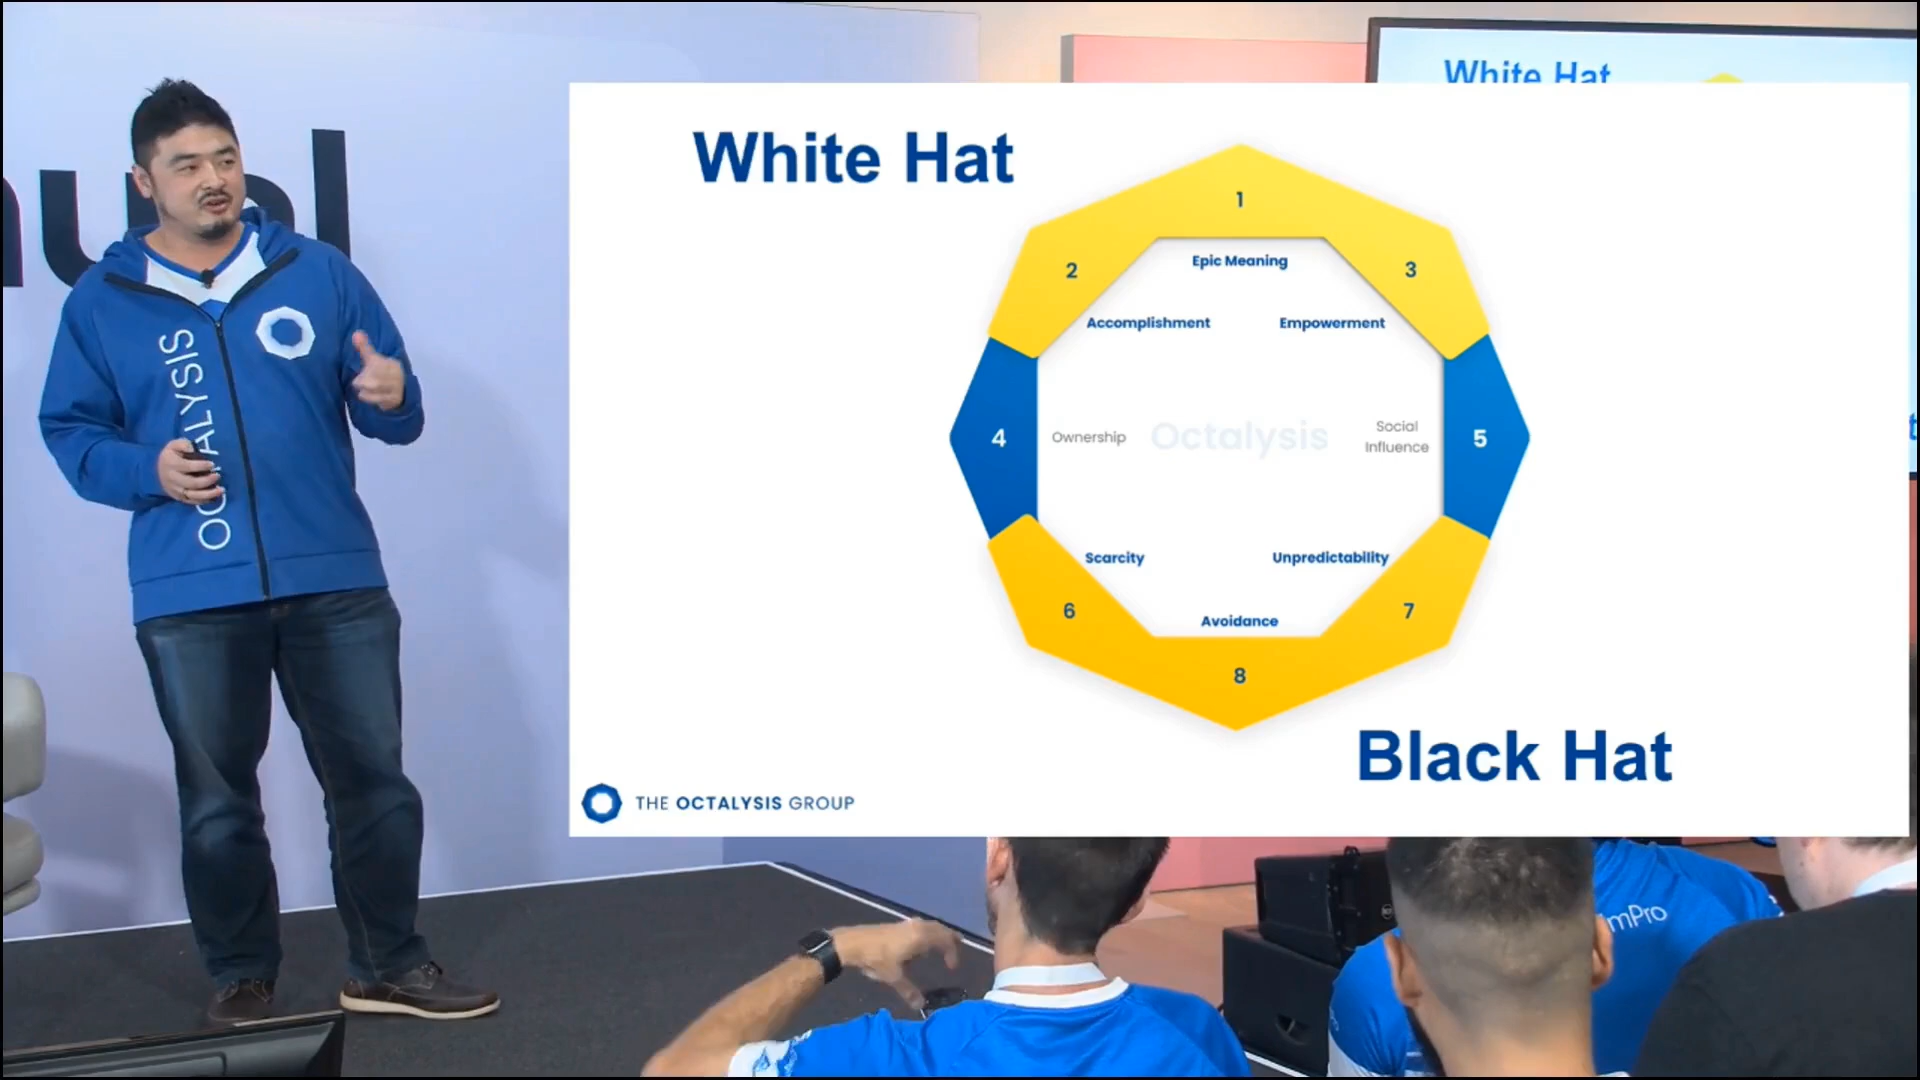 White Hat
White Hat
1
2
3
Epic Meaning
Accomplishment
Empowerment
4
Ownership
Octalysis
Social
Influence
5
Scarcity
Unpredictability
6
Avoidance
7
8
Black Hat
THE OCTALYSIS GROUP
OCTALYSIS
mPro